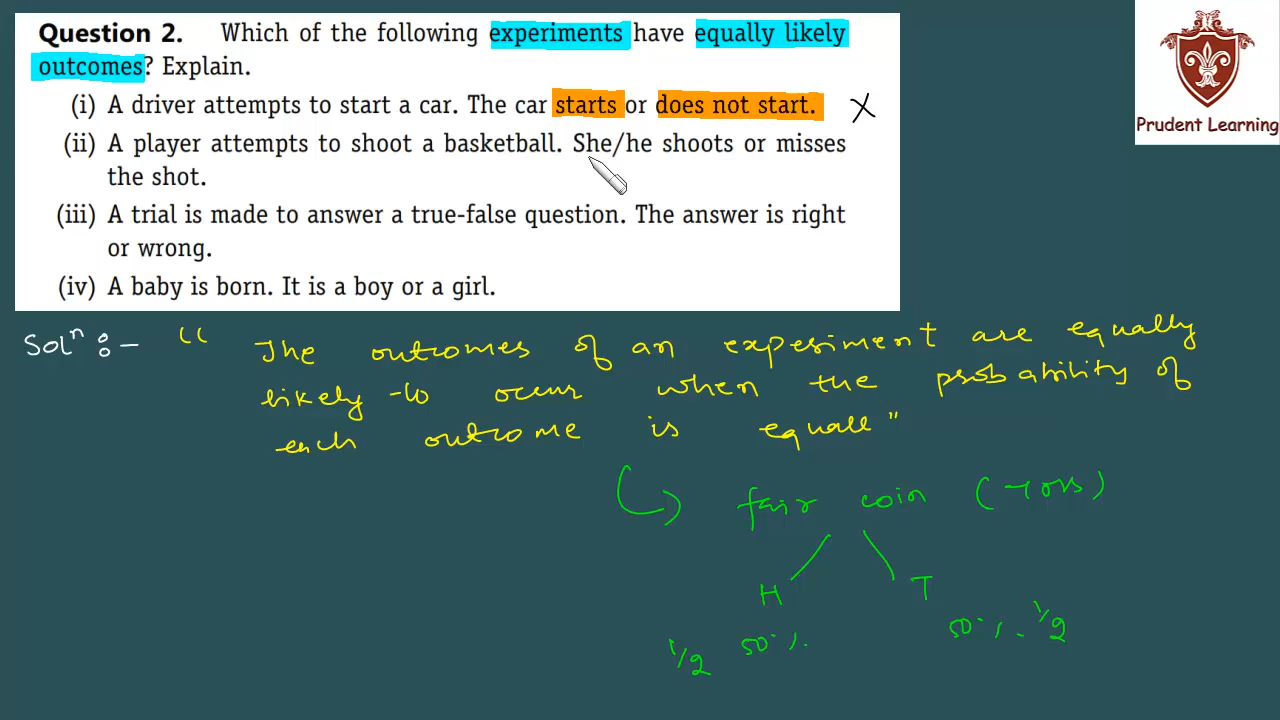 Question 2. Which of the following experiments have equally likely
outcomes? Explain.
(i) A driver attempts to start a car. The car starts or does not start. X
(ii) A player attempts to shoot a basketball. She/he shoots or misses
the shot.
(iii) A trial is made to answer a true-false question. The answer is right
or wrong.
(iv) A baby is born. It is a boy or a girl.
Prudent Learning
Solⁿ :- “ The outcomes of an experiment are equally
likely to occur when the probability of
each outcome is equall "
fair coin (Toss)
H T
1/2 50% 50%. 1/2